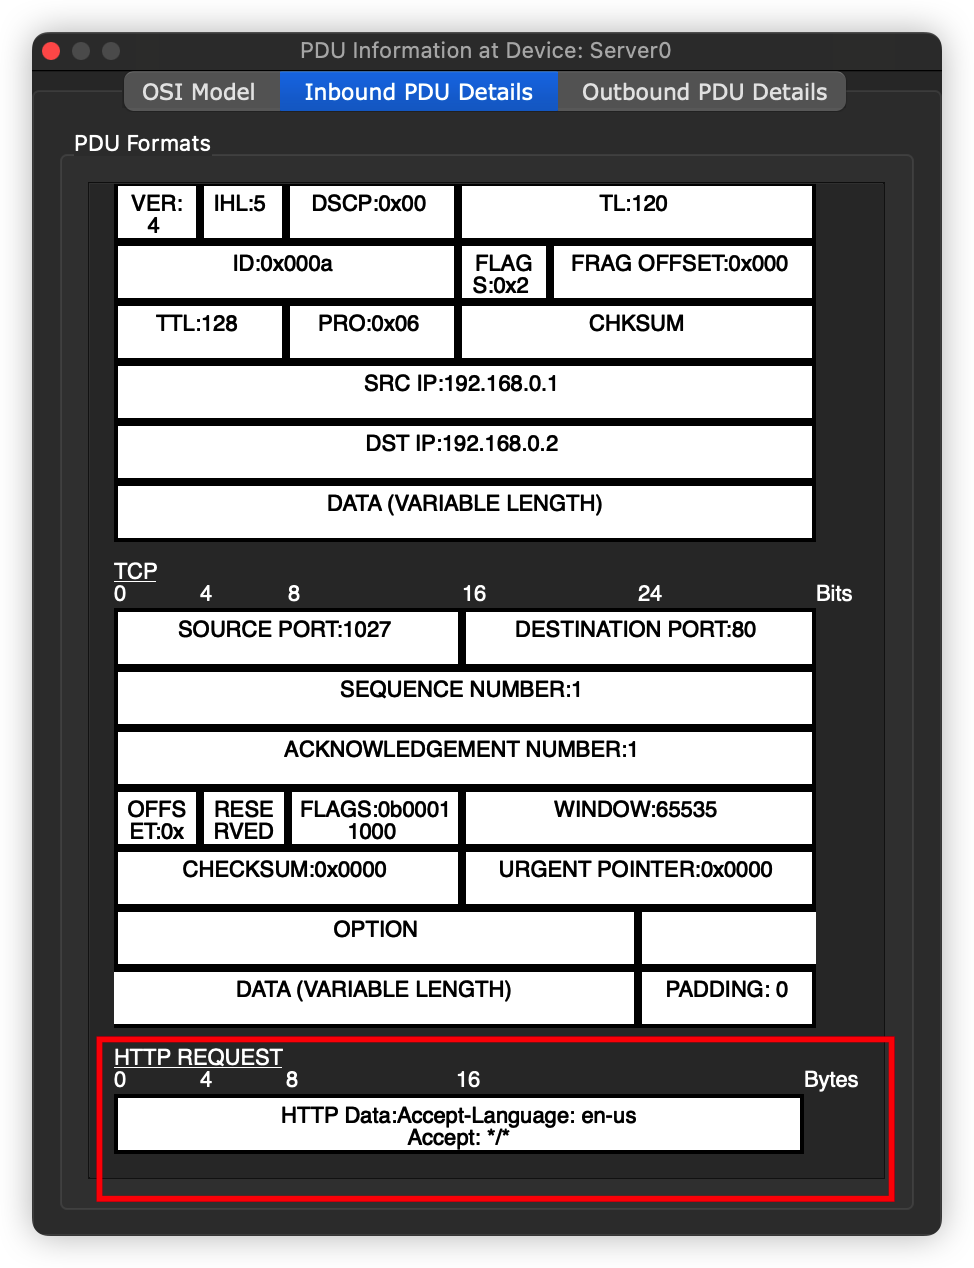 PDU Information at Device: Server0
OSI Model Inbound PDU Details Outbound PDU Details
PDU Formats
VER:
4
IHL:5
DSCP:0x00
TL:120
ID:0x000a
FLAG
S:0x2
FRAG OFFSET:0x000
TTL:128
PRO:0x06
CHKSUM
SRC IP:192.168.0.1
DST IP:192.168.0.2
DATA (VARIABLE LENGTH)
TCP
0 4 8 16 24 Bits
SOURCE PORT:1027
DESTINATION PORT:80
SEQUENCE NUMBER:1
ACKNOWLEDGEMENT NUMBER:1
OFFS
ET:0x
RESE
RVED
FLAGS:0b0001
1000
WINDOW:65535
CHECKSUM:0x0000
URGENT POINTER:0x0000
OPTION
DATA (VARIABLE LENGTH)
PADDING: 0
HTTP REQUEST
0 4 8 16 Bytes
HTTP Data:Accept-Language: en-us
Accept: */*